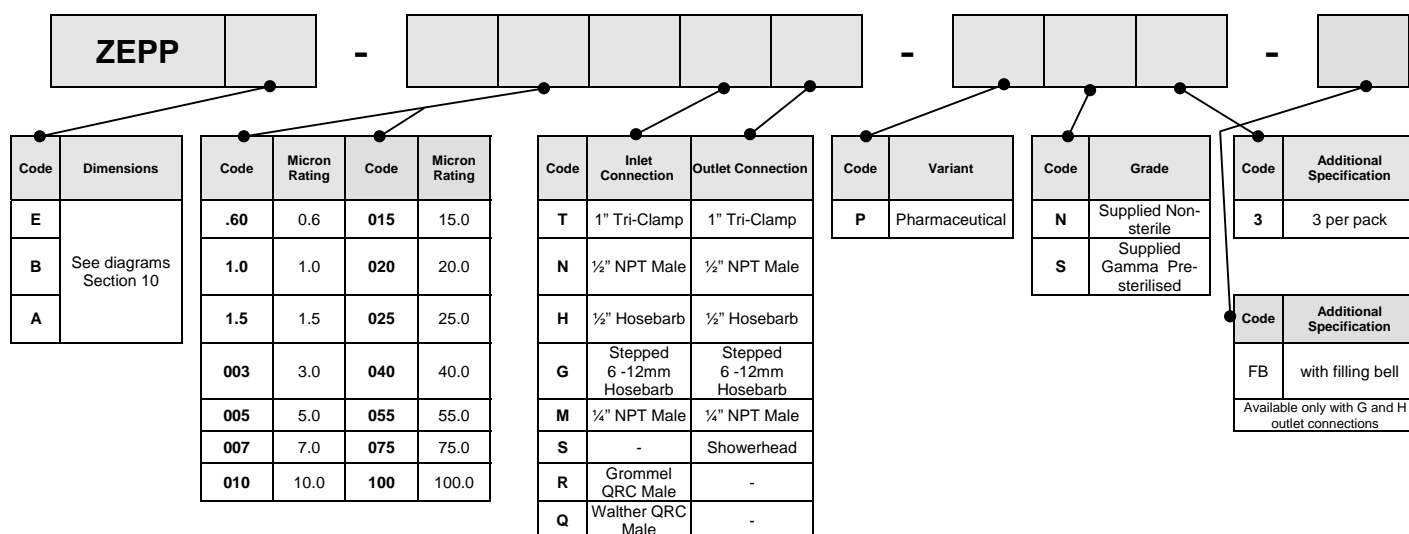 ZEPP - - -
Code Dimensions
E
B
A
See diagrams
Section 10
Code Micron Rating Code Micron Rating
.60 0.6 015 15.0
1.0 1.0 020 20.0
1.5 1.5 025 25.0
003 3.0 040 40.0
005 5.0 055 55.0
007 7.0 075 75.0
010 10.0 100 100.0
Code Inlet Connection Outlet Connection
T 1” Tri-Clamp 1” Tri-Clamp
N ½” NPT Male ½” NPT Male
H ½” Hosebarb ½” Hosebarb
G Stepped 6 -12mm Hosebarb Stepped 6 -12mm Hosebarb
M ¼” NPT Male ¼” NPT Male
S - Showerhead
R Grommel QRC Male -
Q Walther QRC Male -
Code Variant
P Pharmaceutical
Code Grade
N Supplied Non-sterile
S Supplied Gamma Pre-sterilised
Code Additional Specification
3 3 per pack
Code Additional Specification
FB with filling bell
Available only with G and H
outlet connections